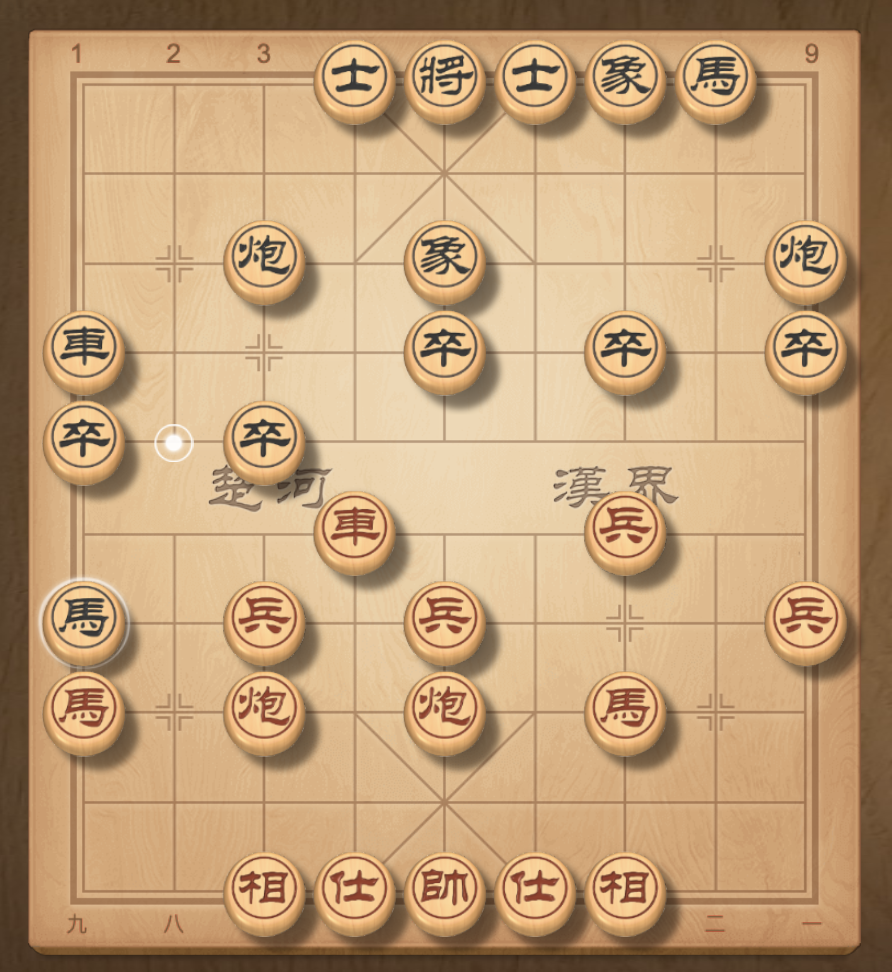 1 2 3 9
士 將 士 象 馬
炮 象 炮
車 卒 卒 卒
卒 卒
楚 河 漢 界
車 兵
馬 兵 兵 兵
馬 炮 炮 馬
相 仕 帥 仕 相
九 八 二 一